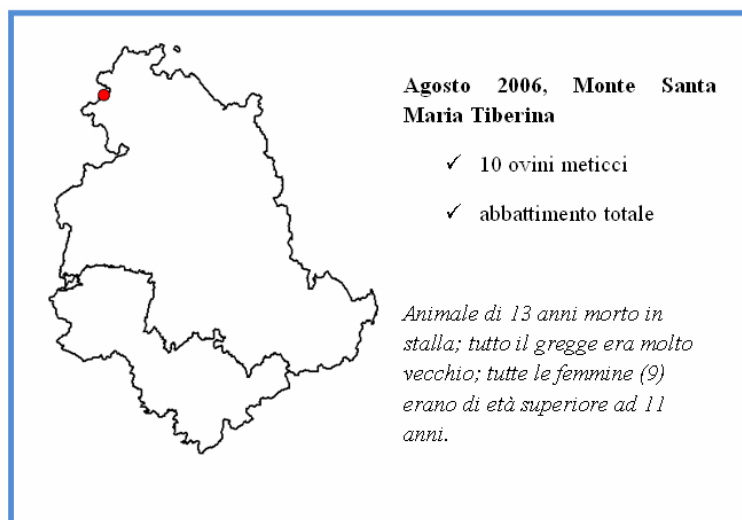 Agosto 2006, Monte Santa
Maria Tiberina
✓ 10 ovini meticci
✓ abbattimento totale
Animale di 13 anni morto in
stalla; tutto il gregge era molto
vecchio; tutte le femmine (9)
erano di età superiore ad 11
anni.